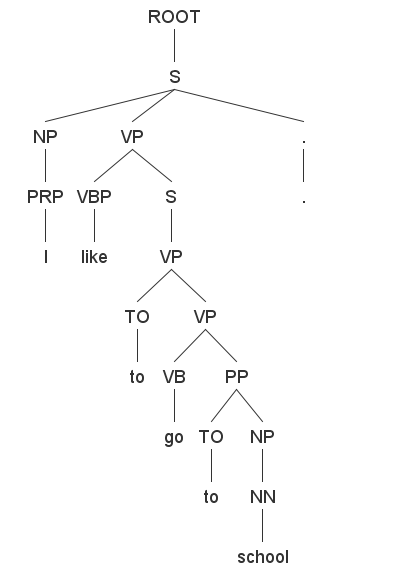 ROOT
S
NP VP .
PRP VBP S .
I like VP
TO VP
to VB PP
go TO NP
to NN
school